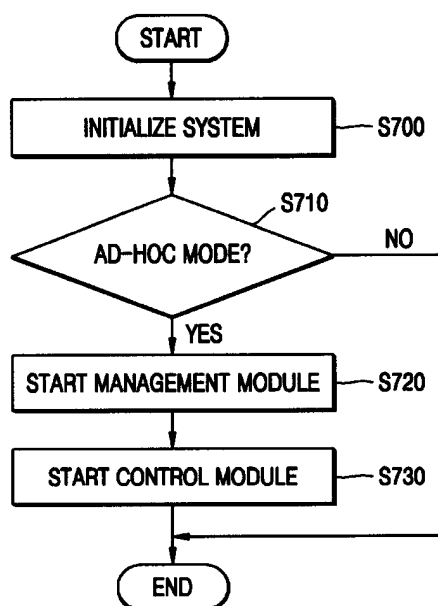 START
INITIALIZE SYSTEM
S700
S710
AD-HOC MODE?
NO
YES
START MANAGEMENT MODULE
S720
START CONTROL MODULE
S730
END